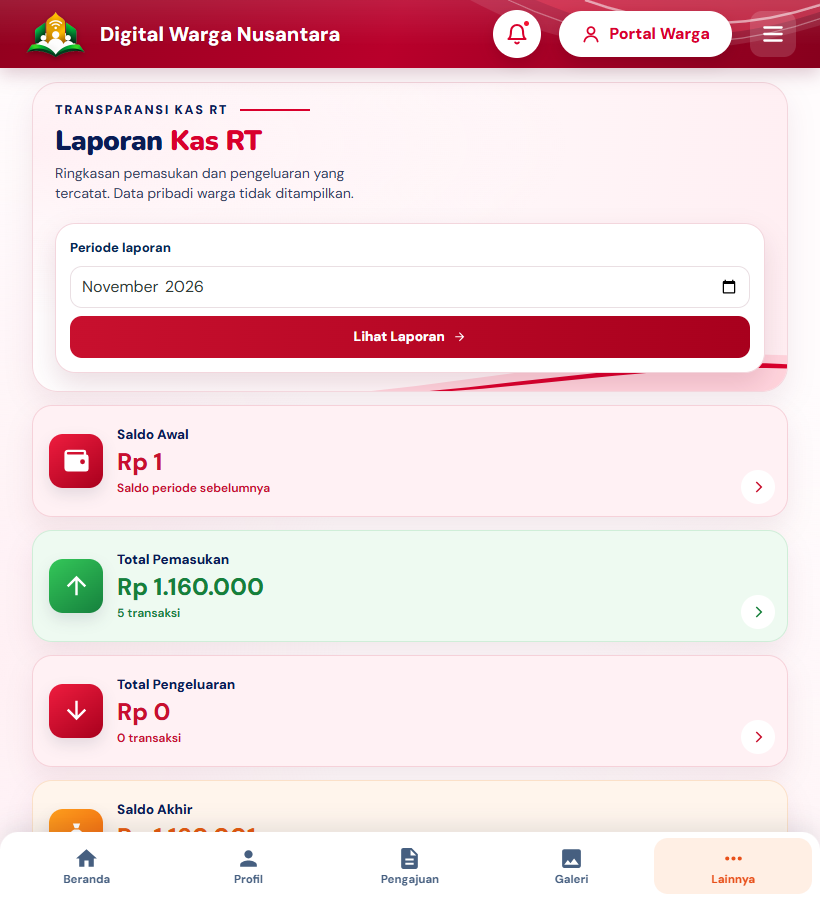 Digital Warga Nusantara
Portal Warga
TRANSPARANSI KAS RT
Laporan Kas RT
Ringkasan pemasukan dan pengeluaran yang
tercatat. Data pribadi warga tidak ditampilkan.
Periode laporan
November 2026
Lihat Laporan
Saldo Awal
Rp 1
Saldo periode sebelumnya
Total Pemasukan
Rp 1.160.000
5 transaksi
Total Pengeluaran
Rp 0
0 transaksi
Saldo Akhir
Beranda
Profil
Pengajuan
Galeri
Lainnya